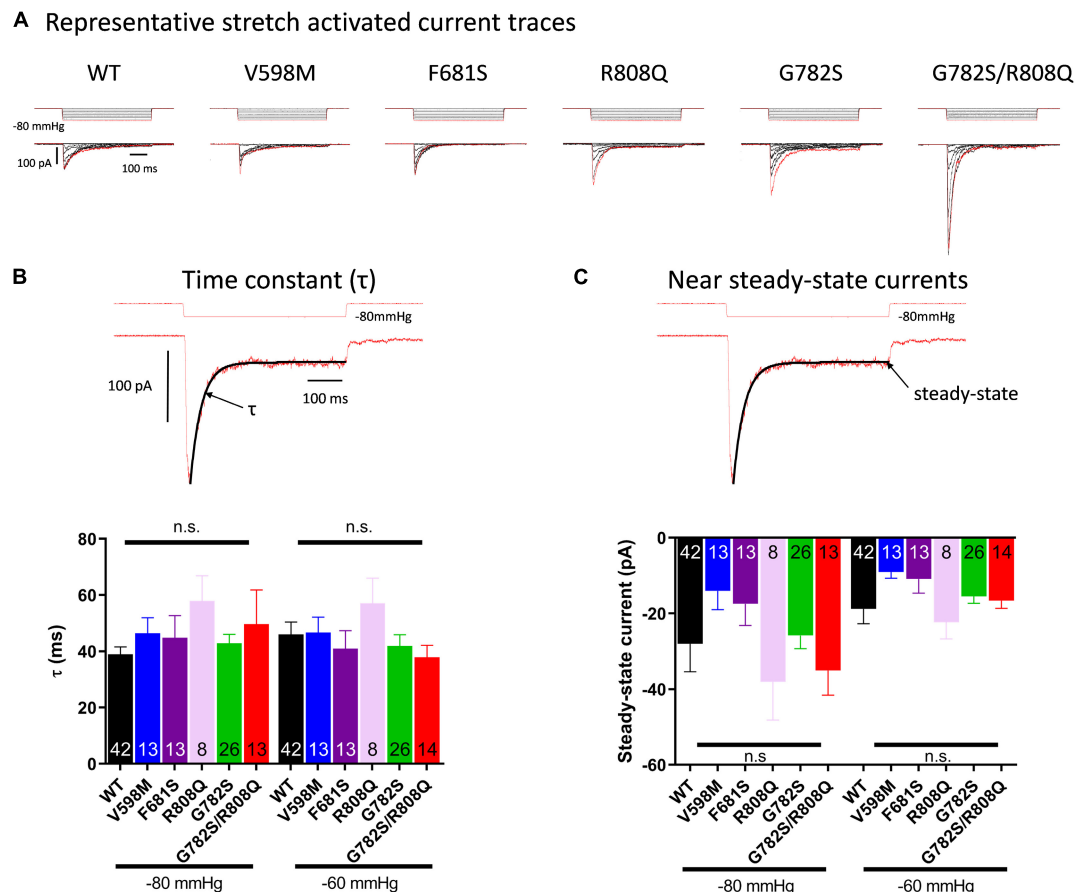 A Representative stretch activated current traces
WT V598M F681S R808Q G782S G782S/R808Q
-80 mmHg
100 pA
100 ms
B Time constant (τ)
-80mmHg
100 pA
100 ms
τ
C Near steady-state currents
-80mmHg
steady-state
n.s. n.s.
80
60
40
20
0
τ (ms)
42 13 13 8 26 13 42 13 13 8 26 14
WT V598M F681S R808Q G782S G782S/R808Q WT V598M F681S R808Q G782S G782S/R808Q
-80 mmHg -60 mmHg
0
-20
-40
-60
Steady-state current (pA)
42 13 13 8 26 13 42 13 13 8 26 14
n.s n.s.
WT V598M F681S R808Q G782S G782S/R808Q WT V598M F681S R808Q G782S G782S/R808Q
-80 mmHg -60 mmHg